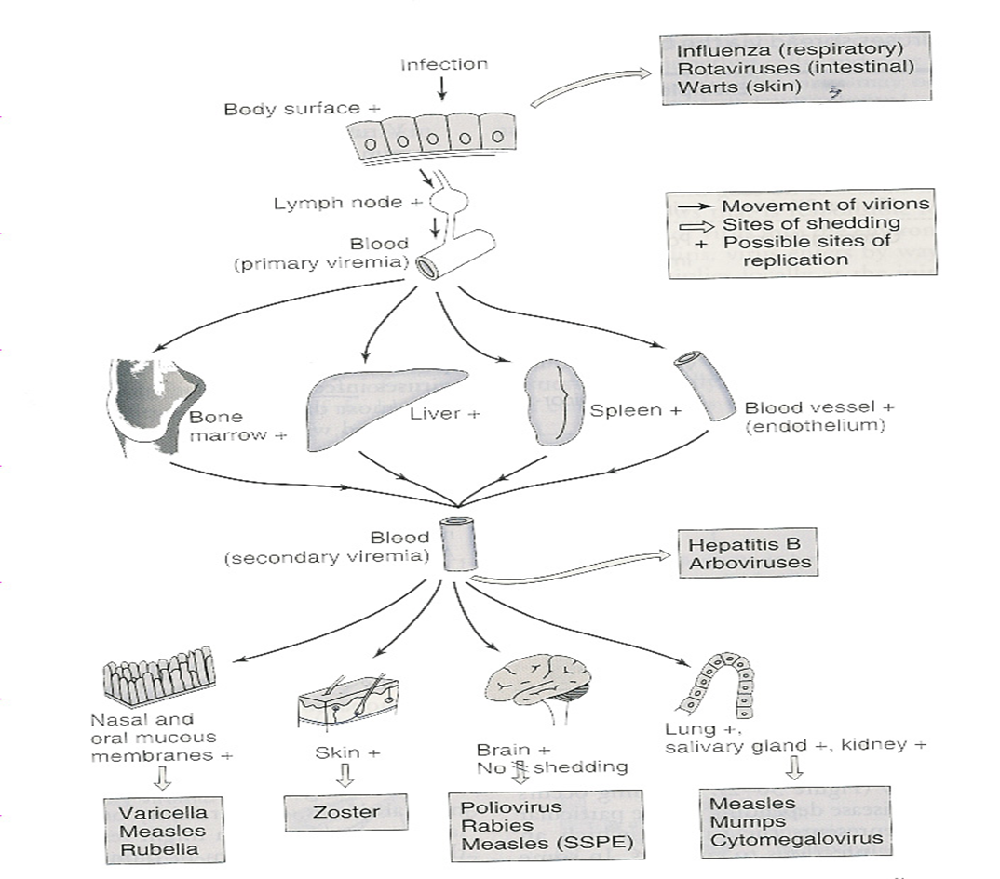 Infection
Influenza (respiratory)
Rotaviruses (intestinal)
Warts (skin)
Body surface +
Lymph node +
Blood
(primary viremia)
Movement of virions
Sites of shedding
+ Possible sites of
replication
Bone
marrow +
Liver +
Spleen +
Blood vessel +
(endothelium)
Blood
(secondary viremia)
Hepatitis B
Arboviruses
Nasal and
oral mucous
membranes +
Skin +
Brain +
No shedding
Lung +,
salivary gland +, kidney +
Varicella
Measles
Rubella
Zoster
Poliovirus
Rabies
Measles (SSPE)
Measles
Mumps
Cytomegalovirus